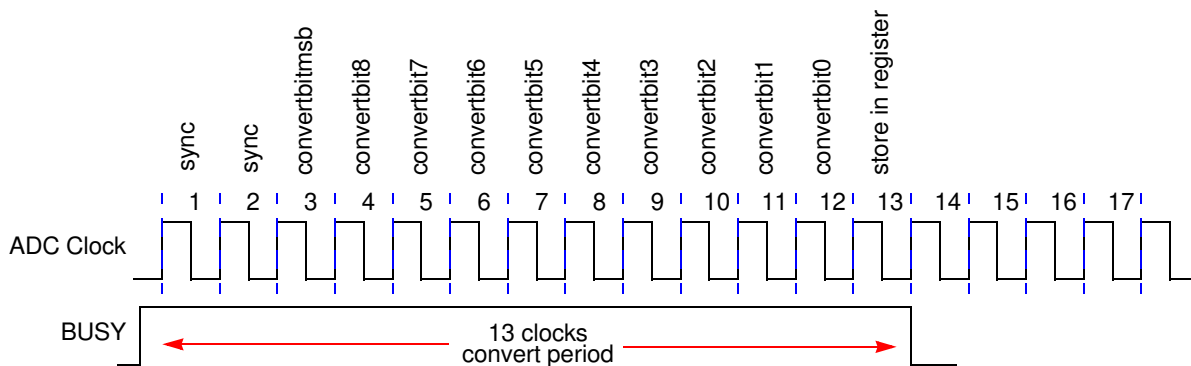 sync
sync
convertbitmsb
convertbit8
convertbit7
convertbit6
convertbit5
convertbit4
convertbit3
convertbit2
convertbit1
convertbit0
store in register
1 2 3 4 5 6 7 8 9 10 11 12 13 14 15 16 17
ADC Clock
BUSY
13 clocks
convert period